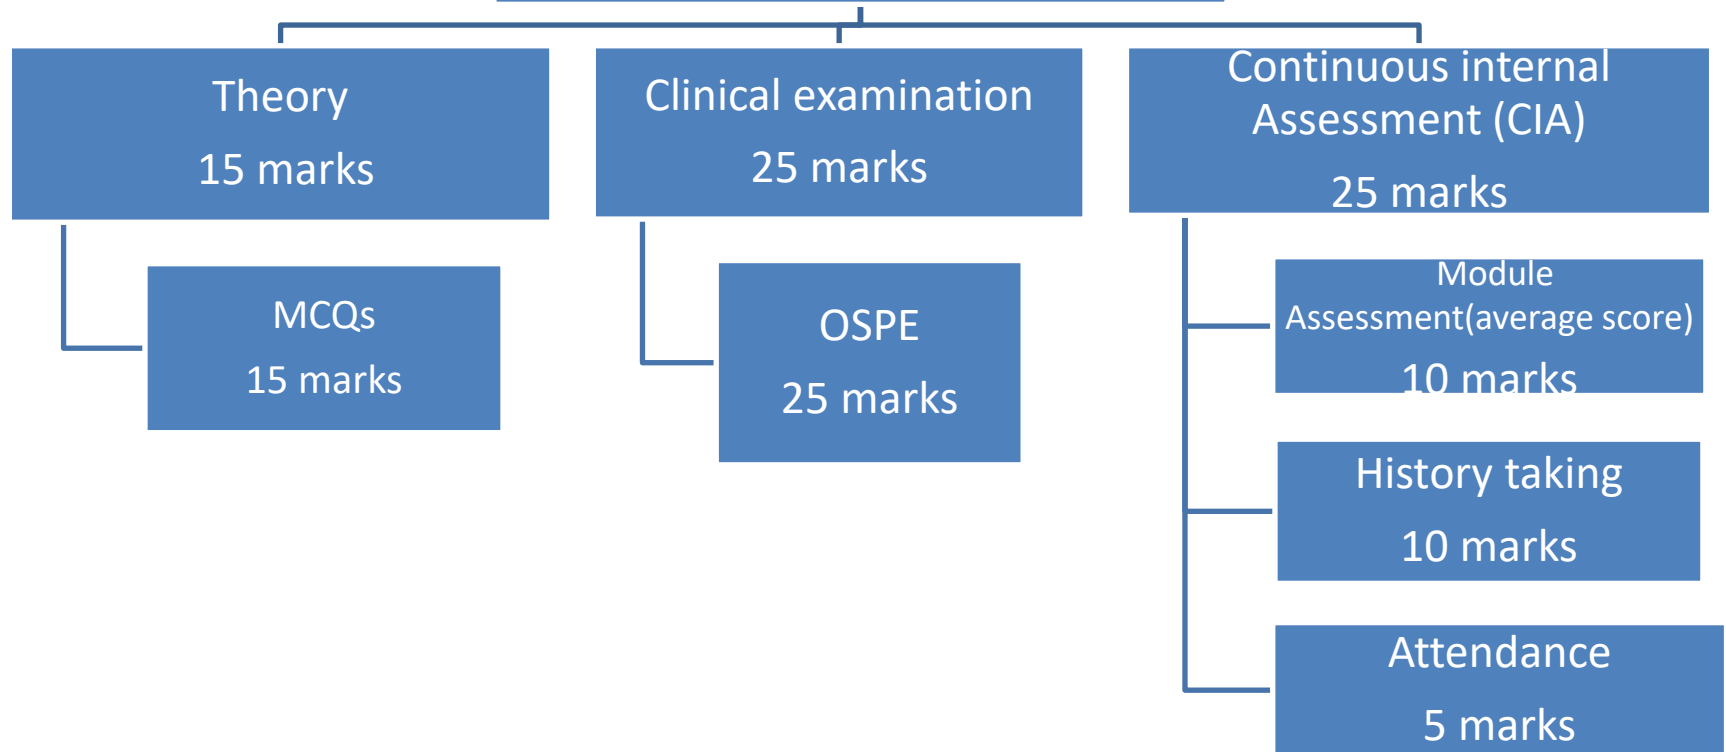 Theory
15 marks
MCQs
15 marks
Clinical examination
25 marks
OSPE
25 marks
Continuous internal
Assessment (CIA)
25 marks
Module
Assessment(average score)
10 marks
History taking
10 marks
Attendance
5 marks